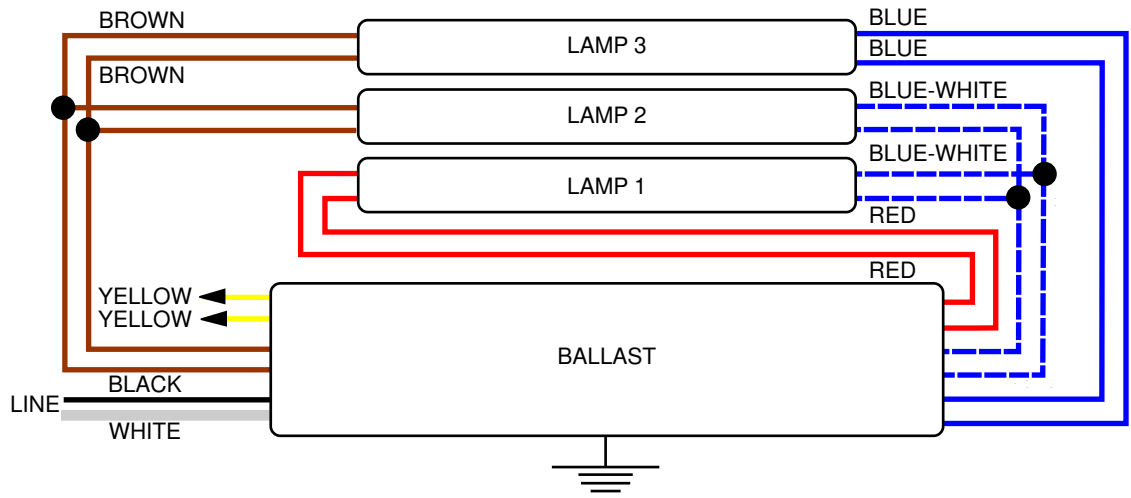 BROWN
BLUE
LAMP 3
BLUE
BROWN
BLUE-WHITE
LAMP 2
BLUE-WHITE
LAMP 1
RED
RED
YELLOW
YELLOW
BALLAST
BLACK
LINE
WHITE